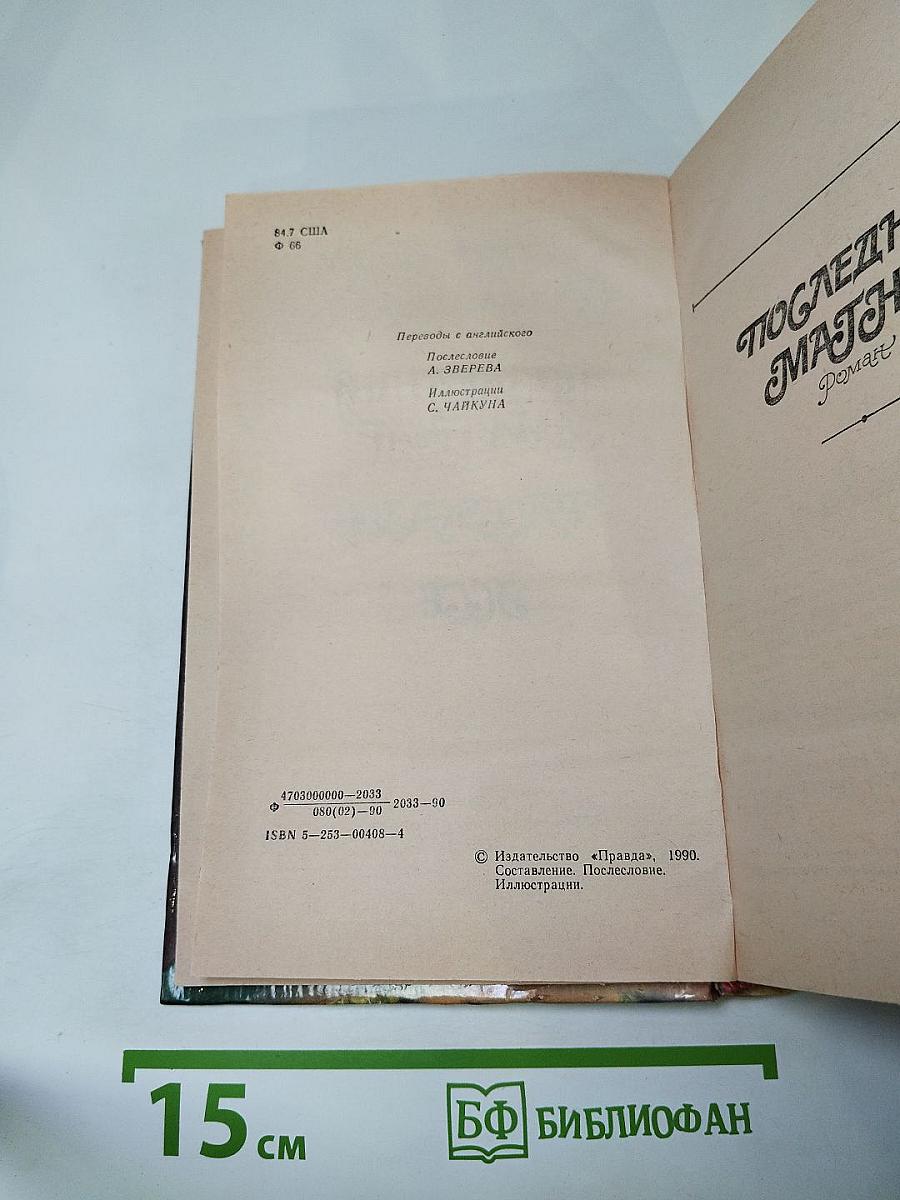 84.7 США
Ф 66
Переводы с английского
Послесловие
А. ЗВЕРЕВА
Иллюстрации
С. ЧАЙКУНА
4703000000—2033
Ф 2033—90
080(02)—90
ISBN 5—253—00408—4
© Издательство «Правда», 1990.
Составление. Послесловие.
Иллюстрации.
ПОСЛЕДН
МАГН
Роман
15 см
БФ БИБЛИОФАН